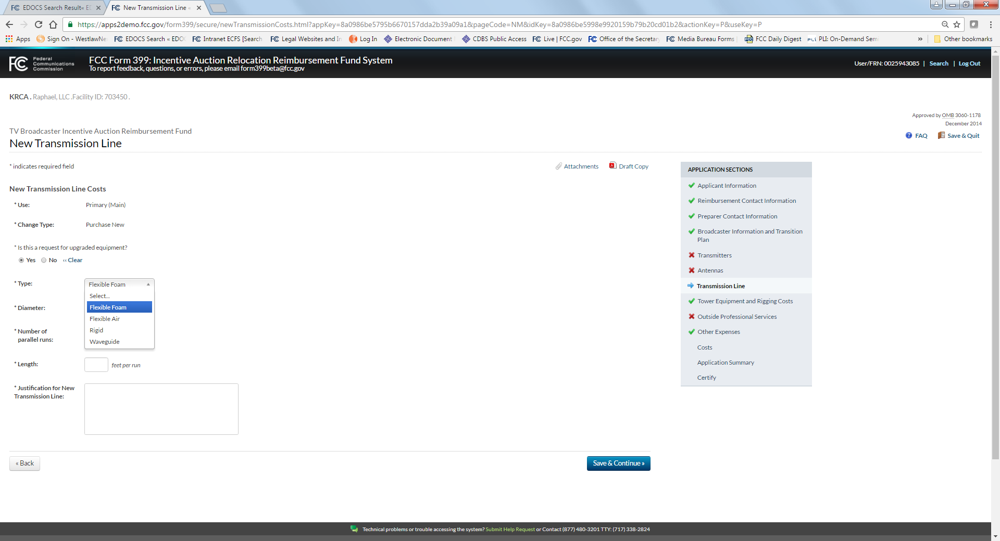 EDOCS Search Result« ED
New Transmission Line «
https://apps2demo.fcc.gov/form399/secure/newTransmissionCosts.html?appKey=8a0986be5795b6670157dda2b39a09a1&pageCode=NM&idKey=8a0986be5998e9920159b79b20cd01b2&actionKey=P&useKey=P
Apps Sign On - WestlawNe EDOCS Search « EDO Intranet ECFS [Search Legal Websites and In Log In Electronic Document CDBS Public Access Live | FCC.gov Office of the Secretar Media Bureau Forms FCC Daily Digest PLI: On-Demand Sem » Other bookmarks
FC Federal Communications Commission
FCC Form 399: Incentive Auction Relocation Reimbursement Fund System
To report feedback, questions, or errors, please email form399beta@fcc.gov
User/FRN: 0025943085 | Search | Log Out
KRCA . Raphael, LLC .Facility ID: 703450 .
Approved by OMB 3060-1178
December 2014
TV Broadcaster Incentive Auction Reimbursement Fund
New Transmission Line
FAQ Save & Quit
* indicates required field
Attachments Draft Copy
New Transmission Line Costs
* Use: Primary (Main)
* Change Type: Purchase New
* Is this a request for upgraded equipment?
Yes No ‹‹ Clear
* Type: Flexible Foam
Select...
Flexible Foam
Flexible Air
Rigid
Waveguide
* Diameter:
* Number of
parallel runs:
* Length: feet per run
* Justification for New
Transmission Line:
« Back
Save & Continue »
APPLICATION SECTIONS
Applicant Information
Reimbursement Contact Information
Preparer Contact Information
Broadcaster Information and Transition
Plan
Transmitters
Antennas
Transmission Line
Tower Equipment and Rigging Costs
Outside Professional Services
Other Expenses
Costs
Application Summary
Certify
Technical problems or trouble accessing the system? Submit Help Request or Contact (877) 480-3201 TTY: (717) 338-2824